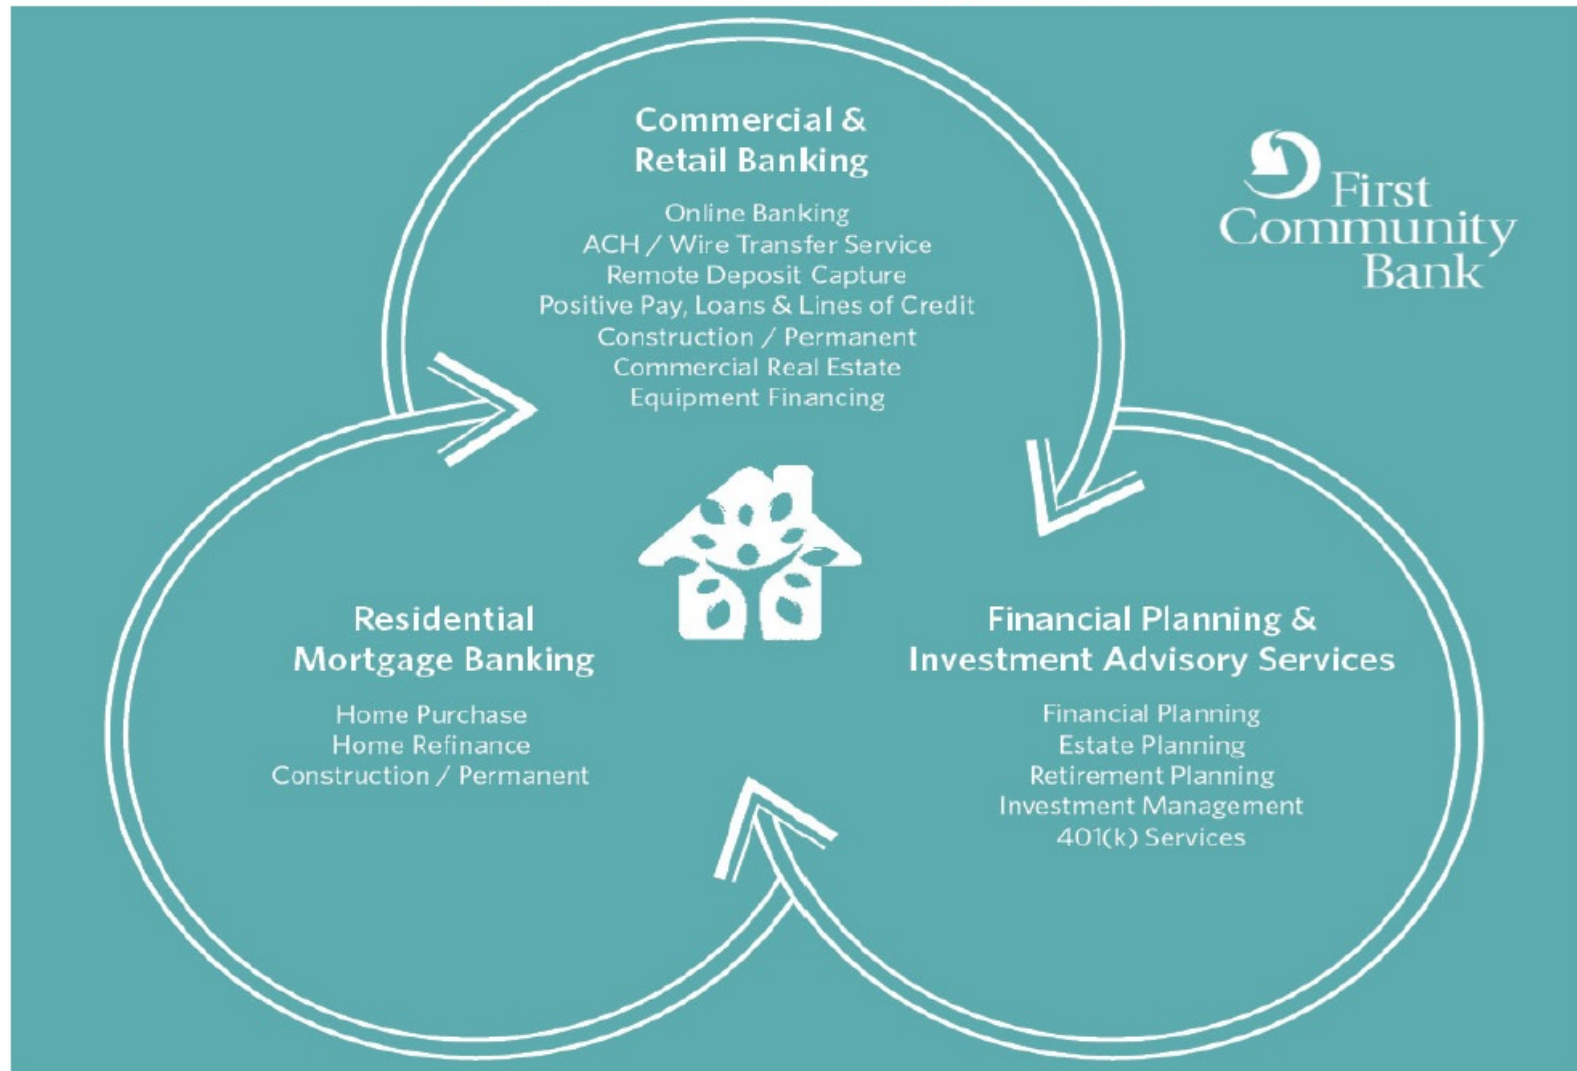 Commercial &
Retail Banking
Online Banking
ACH / Wire Transfer Service
Remote Deposit Capture
Positive Pay, Loans & Lines of Credit
Construction / Permanent
Commercial Real Estate
Equipment Financing
First
Community
Bank
Residential
Mortgage Banking
Home Purchase
Home Refinance
Construction / Permanent
Financial Planning &
Investment Advisory Services
Financial Planning
Estate Planning
Retirement Planning
Investment Management
401(k) Services